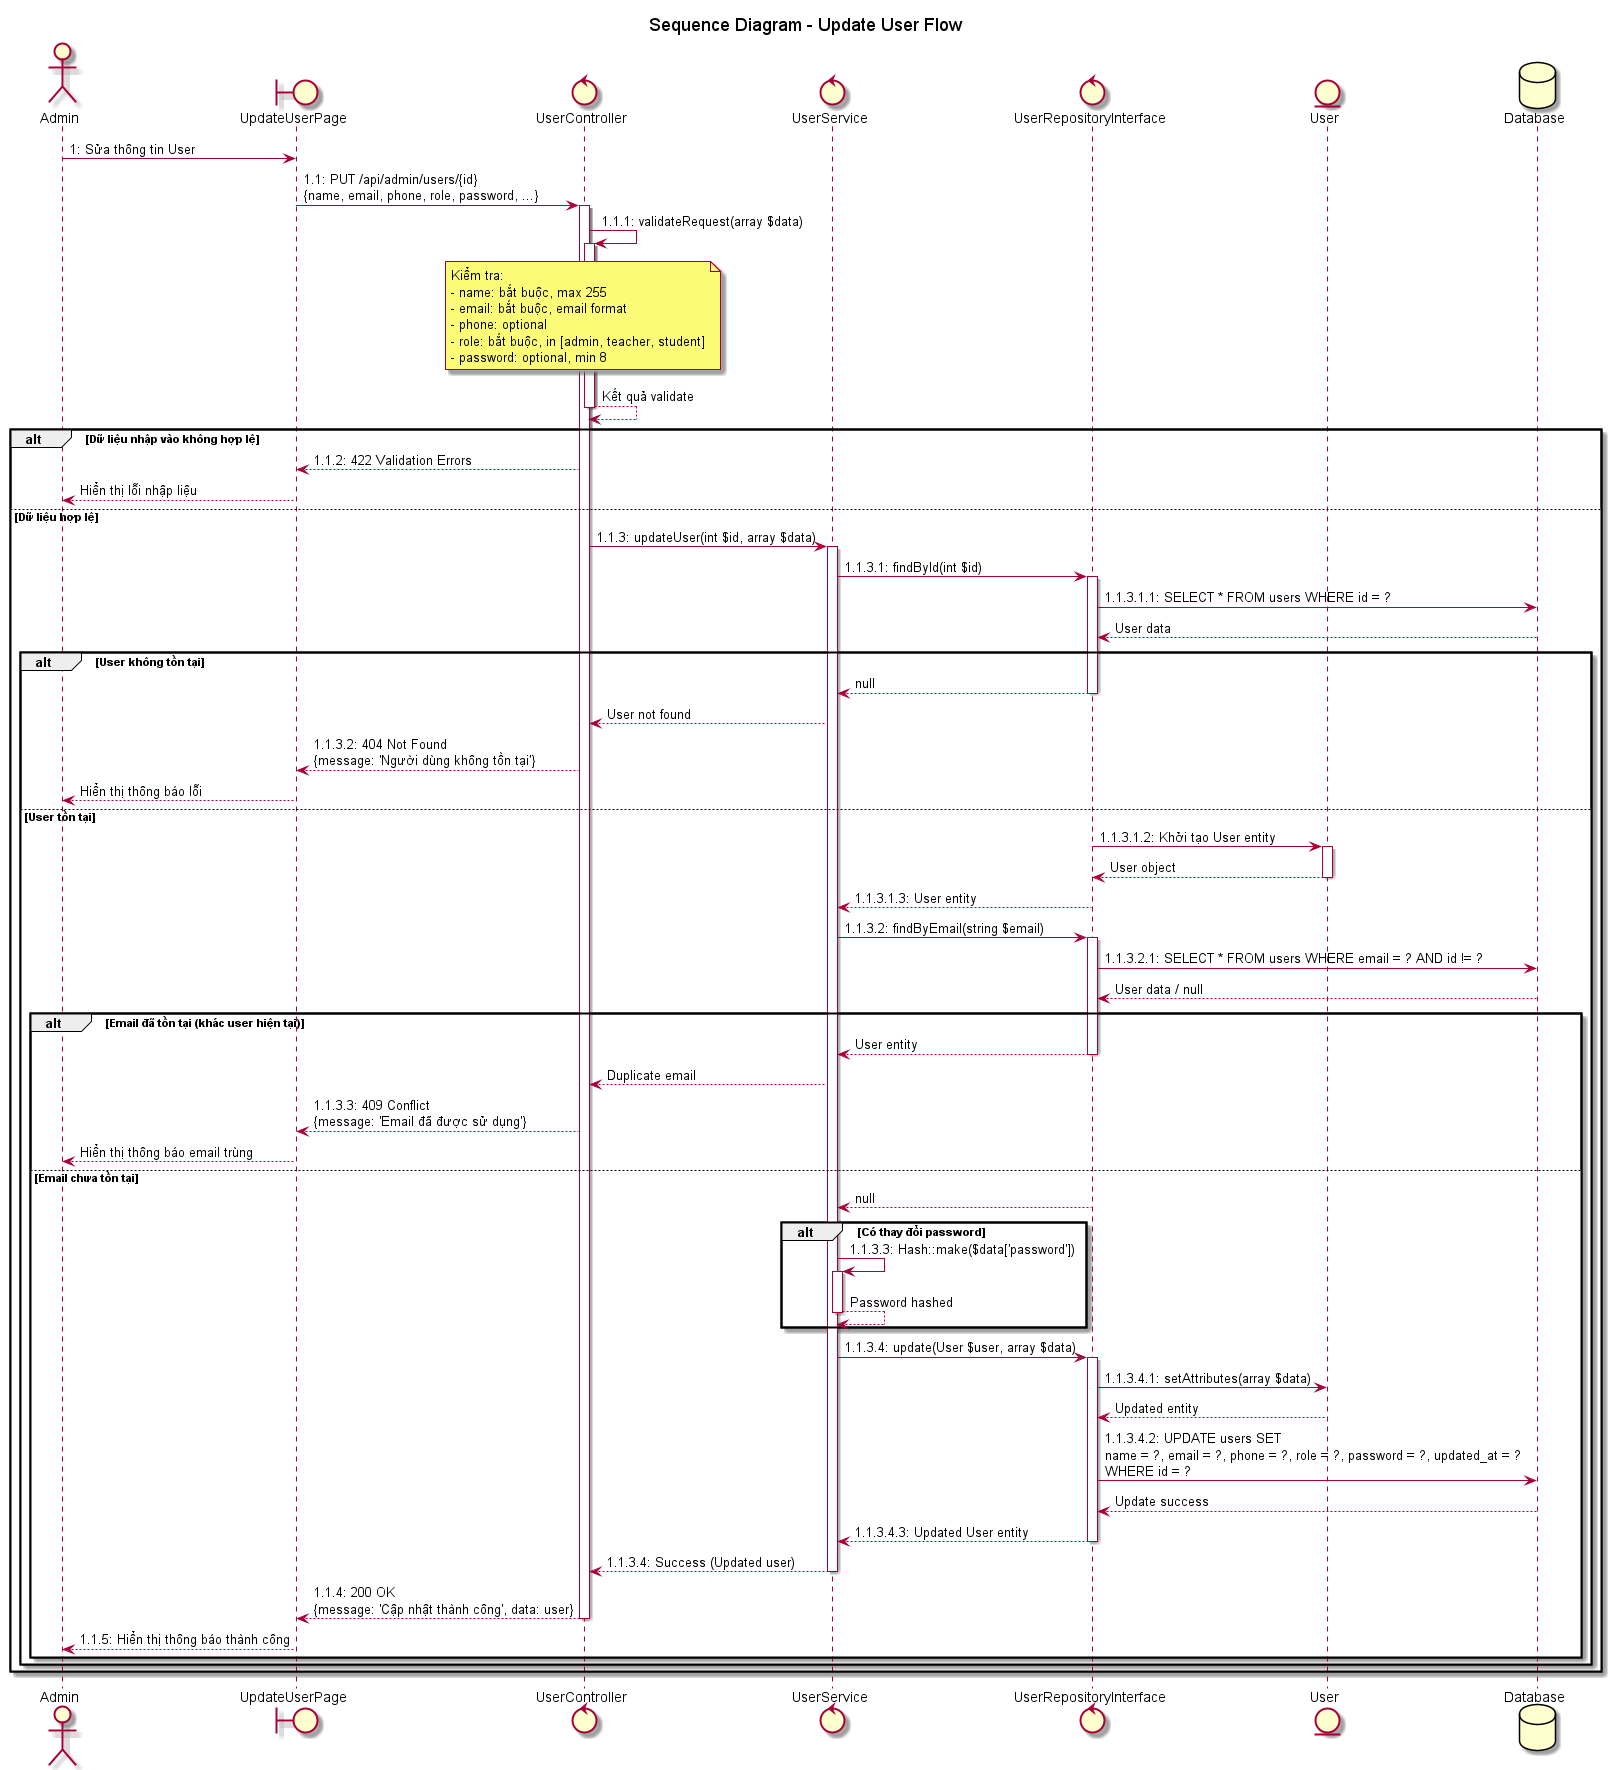 Sequence Diagram - Update User Flow
Admin
UpdateUserPage
UserController
UserService
UserRepositoryInterface
User
Database
1: Sửa thông tin User
1.1: PUT /api/admin/users/{id}
{name, email, phone, role, password, ...}
1.1.1: validateRequest(array $data)
Kiểm tra:
- name: bắt buộc, max 255
- email: bắt buộc, email format
- phone: optional
- role: bắt buộc, in [admin, teacher, student]
- password: optional, min 8
Kết quả validate
alt [Dữ liệu nhập vào không hợp lệ]
1.1.2: 422 Validation Errors
Hiển thị lỗi nhập liệu
[Dữ liệu hợp lệ]
1.1.3: updateUser(int $id, array $data)
1.1.3.1: findById(int $id)
1.1.3.1.1: SELECT * FROM users WHERE id = ?
User data
alt [User không tồn tại]
null
User not found
1.1.3.2: 404 Not Found
{message: 'Người dùng không tồn tại'}
Hiển thị thông báo lỗi
[User tồn tại]
1.1.3.1.2: Khởi tạo User entity
User object
1.1.3.1.3: User entity
1.1.3.2: findByEmail(string $email)
1.1.3.2.1: SELECT * FROM users WHERE email = ? AND id != ?
User data / null
alt [Email đã tồn tại (khác user hiện tại)]
User entity
Duplicate email
1.1.3.3: 409 Conflict
{message: 'Email đã được sử dụng'}
Hiển thị thông báo email trùng
[Email chưa tồn tại]
null
alt [Có thay đổi password]
1.1.3.3: Hash::make($data['password'])
Password hashed
1.1.3.4: update(User $user, array $data)
1.1.3.4.1: setAttributes(array $data)
Updated entity
1.1.3.4.2: UPDATE users SET
name = ?, email = ?, phone = ?, role = ?, password = ?, updated_at = ?
WHERE id = ?
Update success
1.1.3.4.3: Updated User entity
1.1.3.4: Success (Updated user)
1.1.4: 200 OK
{message: 'Cập nhật thành công', data: user}
1.1.5: Hiển thị thông báo thành công
Admin
UpdateUserPage
UserController
UserService
UserRepositoryInterface
User
Database